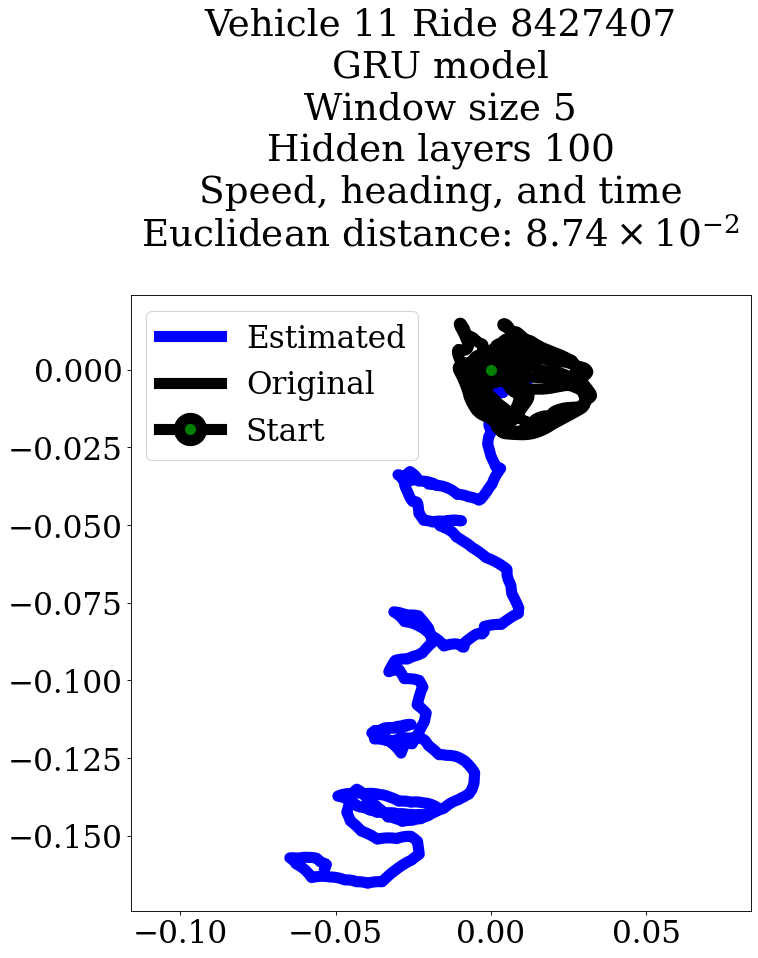 Vehicle 11 Ride 8427407
GRU model
Window size 5
Hidden layers 100
Speed, heading, and time
Euclidean distance: 8.74 × 10⁻²
Estimated
Original
Start
0.000
−0.025
−0.050
−0.075
−0.100
−0.125
−0.150
−0.10 −0.05 0.00 0.05